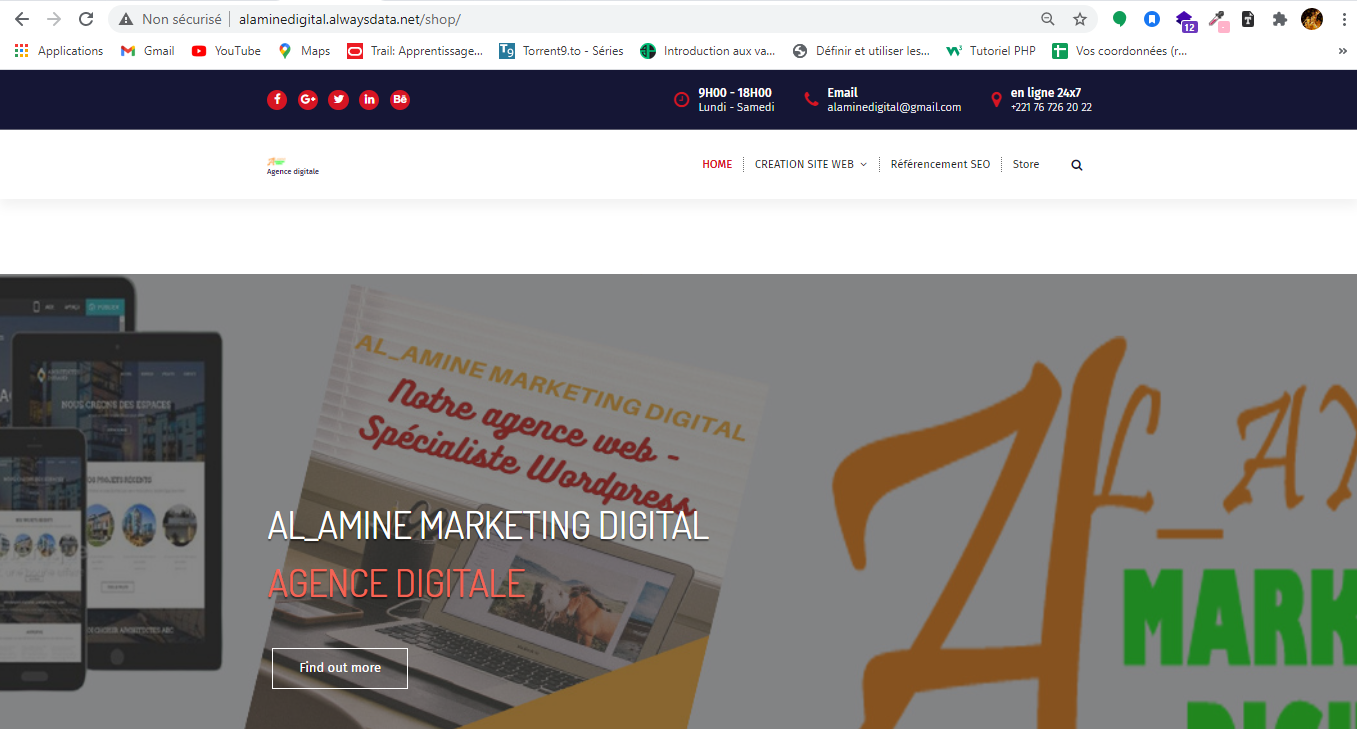 Non sécurisé | alaminedigital.alwaysdata.net/shop/
12
Applications Gmail YouTube Maps Trail: Apprentissage... Torrent9.to - Séries Introduction aux va... Définir et utiliser les... Tutoriel PHP Vos coordonnées (r... »
9H00 - 18H00 Email en ligne 24x7
Lundi - Samedi alaminedigital@gmail.com +221 76 726 20 22
Agence digitale
HOME CREATION SITE WEB Référencement SEO Store
AL_AMINE MARKETING DIGITAL
Notre agence web -
Spécialiste Wordpress
NOUS CRÉONS DES ESPACES
AL_AMINE MARKETING DIGITAL
AGENCE DIGITALE
Find out more
MARK